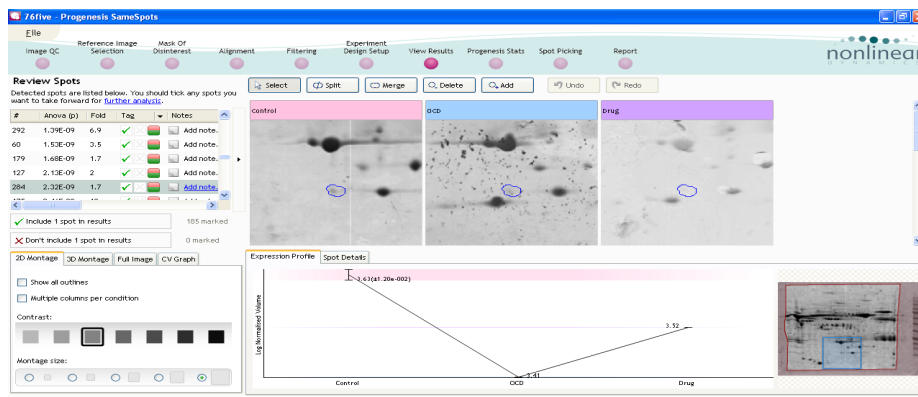 76five - Progenesis SameSpots
File
Image QC
Reference Image Selection
Mask Of Disinterest
Alignment
Filtering
Experiment Design Setup
View Results
Progenesis Stats
Spot Picking
Report
nonlinear
DYNAMICS
Review Spots
Detected spots are listed below. You should tick any spots you
want to take forward for further analysis.
Select Split Merge Delete Add Undo Redo
# Anova (p) Fold Tag Notes
292 1.39E-09 6.9 Add note.
60 1.53E-09 3.5 Add note.
179 1.68E-09 1.7 Add note.
127 2.13E-09 2 Add note.
284 2.32E-09 1.7 Add note.
Include 1 spot in results 185 marked
Don't include 1 spot in results 0 marked
Control OCD Drug
2D Montage 3D Montage Full Image CV Graph
Show all outlines
Multiple columns per condition
Contrast:
Montage size:
Expression Profile Spot Details
Log Normalised Volume
3.63(±1.20e-002)
3.41
3.52
Control OCD Drug